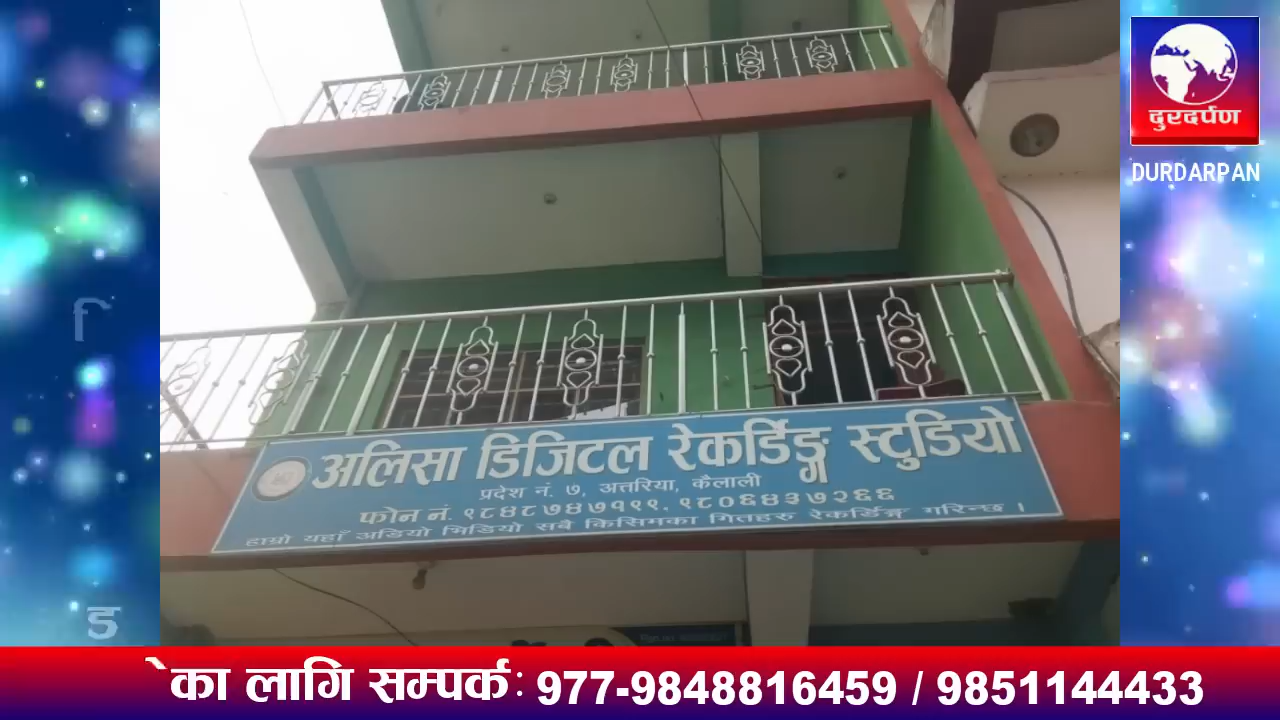 दुरदर्पण
DURDARPAN
अलिसा डिजिटल रेकर्डिङ्ग स्टुडियो
प्रदेश नं. ७, अत्तरिया, कैलाली
फोन नं. ९८४८७४७१९९, ९८०६४३७२६६
हाम्रो यहाँ अडियो भिडियो सबै किसिमका गितहरु रेकर्डिङ्ग गरिन्छ ।
ड
का लागि सम्पर्कः 977-9848816459 / 9851144433